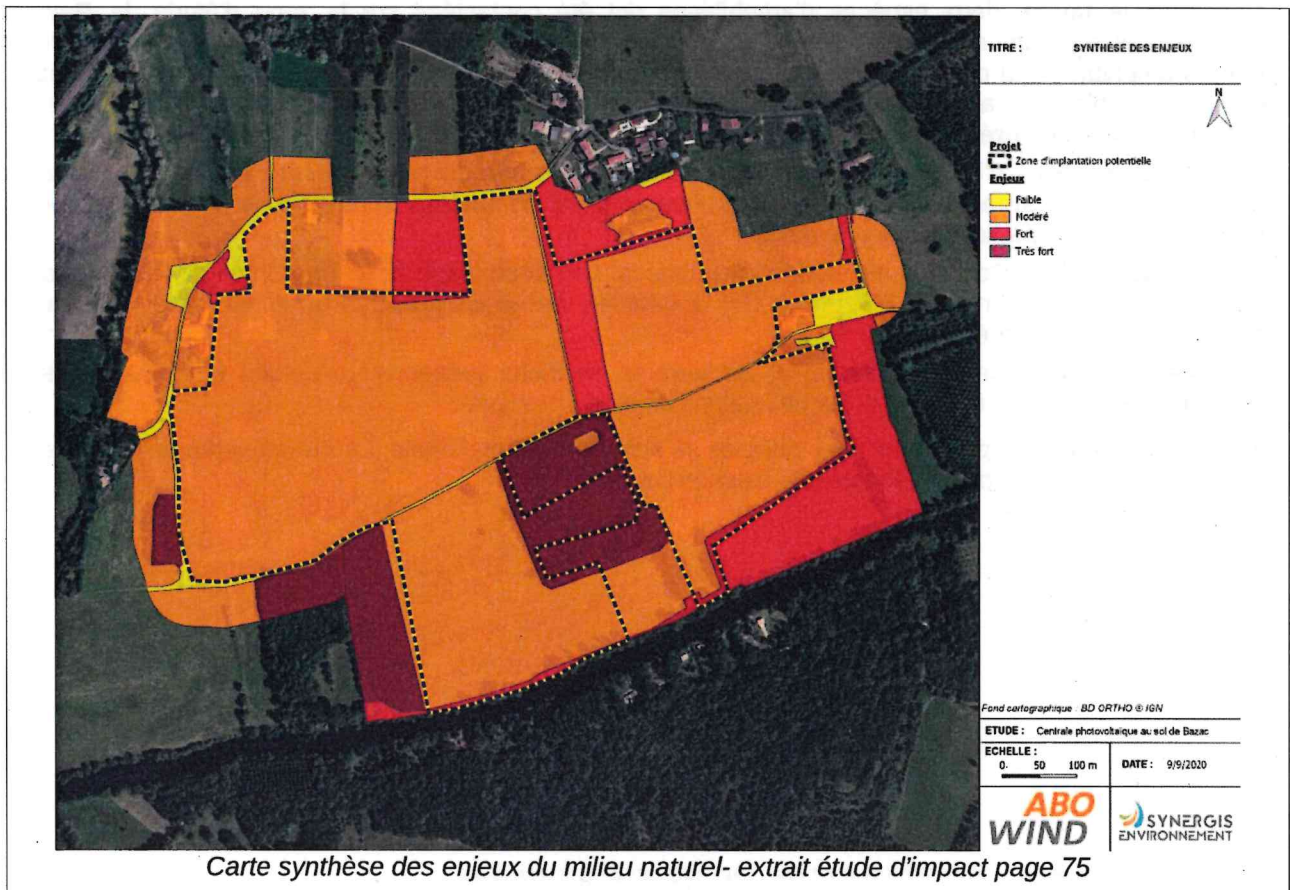 TITRE : SYNTHÈSE DES ENJEUX
N
Projet
Zone d'implantation potentielle
Enjeux
Faible
Modéré
Fort
Très fort
Fond cartographique : BD ORTHO ® IGN
ETUDE : Centrale photovoltaïque au sol de Bazac
ECHELLE :
0 50 100 m
DATE : 9/9/2020
ABO
WIND
SYNERGIS
ENVIRONNEMENT
Carte synthèse des enjeux du milieu naturel- extrait étude d'impact page 75